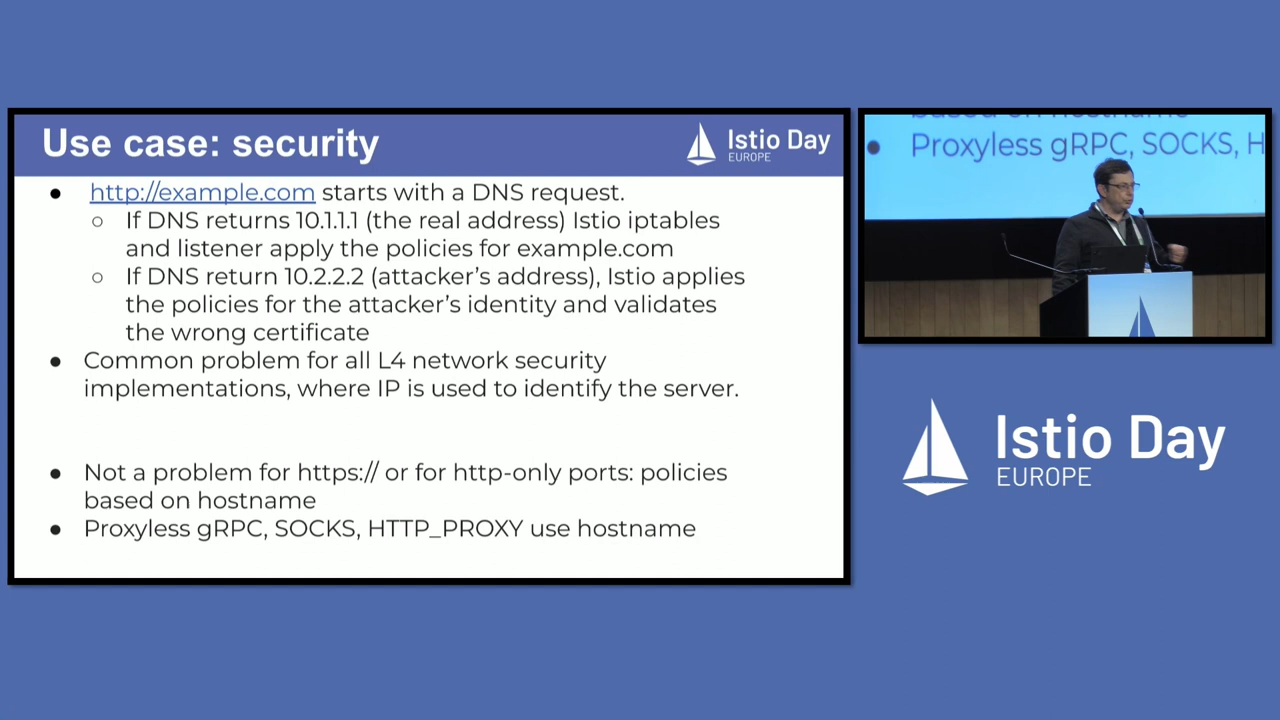 Use case: security
Istio Day
EUROPE
● http://example.com starts with a DNS request.
○ If DNS returns 10.1.1.1 (the real address) Istio iptables
and listener apply the policies for example.com
○ If DNS return 10.2.2.2 (attacker’s address), Istio applies
the policies for the attacker’s identity and validates
the wrong certificate
● Common problem for all L4 network security
implementations, where IP is used to identify the server.
● Not a problem for https:// or for http-only ports: policies
based on hostname
● Proxyless gRPC, SOCKS, HTTP_PROXY use hostname
based on hostname
● Proxyless gRPC, SOCKS, H
Istio Day
EUROPE